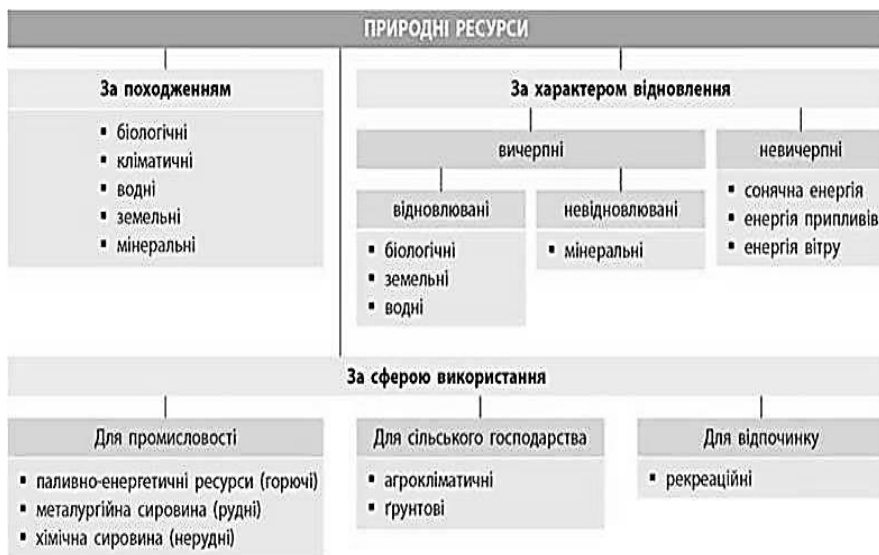 ПРИРОДНІ РЕСУРСИ
За походженням
▪ біологічні
▪ кліматичні
▪ водні
▪ земельні
▪ мінеральні
За характером відновлення
вичерпні
відновлювані
▪ біологічні
▪ земельні
▪ водні
невідновлювані
▪ мінеральні
невичерпні
▪ сонячна енергія
▪ енергія припливів
▪ енергія вітру
За сферою використання
Для промисловості
▪ паливно-енергетичні ресурси (горючі)
▪ металургійна сировина (рудні)
▪ хімічна сировина (нерудні)
Для сільського господарства
▪ агрокліматичні
▪ ґрунтові
Для відпочинку
▪ рекреаційні